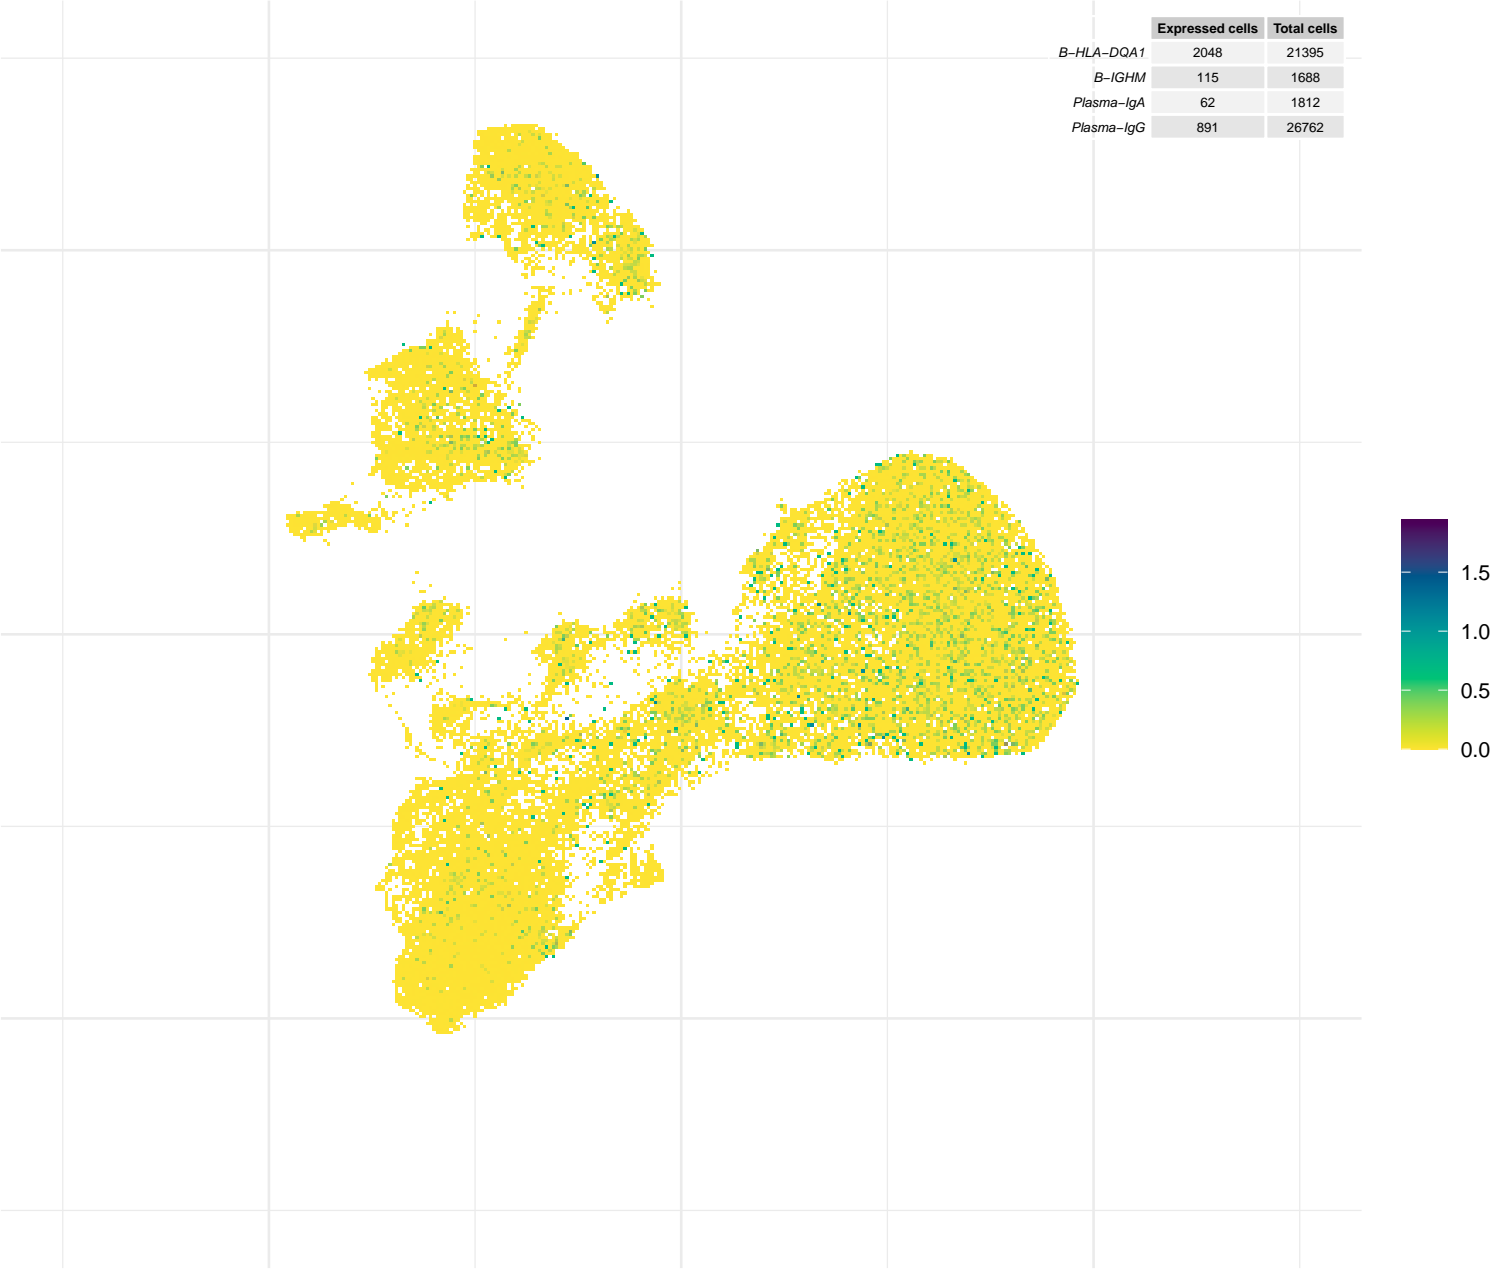 Expressed cells Total cells
B−HLA−DQA1 2048 21395
B−IGHM 115 1688
Plasma−IgA 62 1812
Plasma−IgG 891 26762
1.5
1.0
0.5
0.0